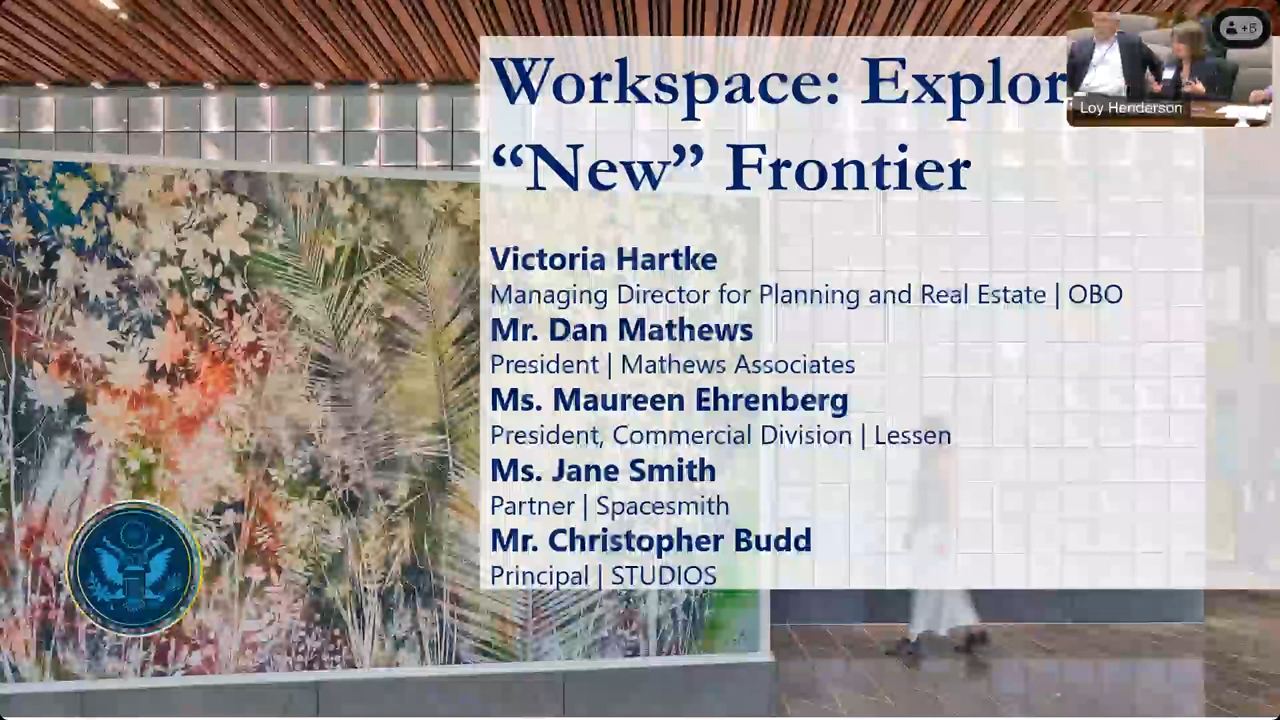 Workspace: Explor
“New” Frontier
Victoria Hartke
Managing Director for Planning and Real Estate | OBO
Mr. Dan Mathews
President | Mathews Associates
Ms. Maureen Ehrenberg
President, Commercial Division | Lessen
Ms. Jane Smith
Partner | Spacesmith
Mr. Christopher Budd
Principal | STUDIOS
+5
Loy Henderson